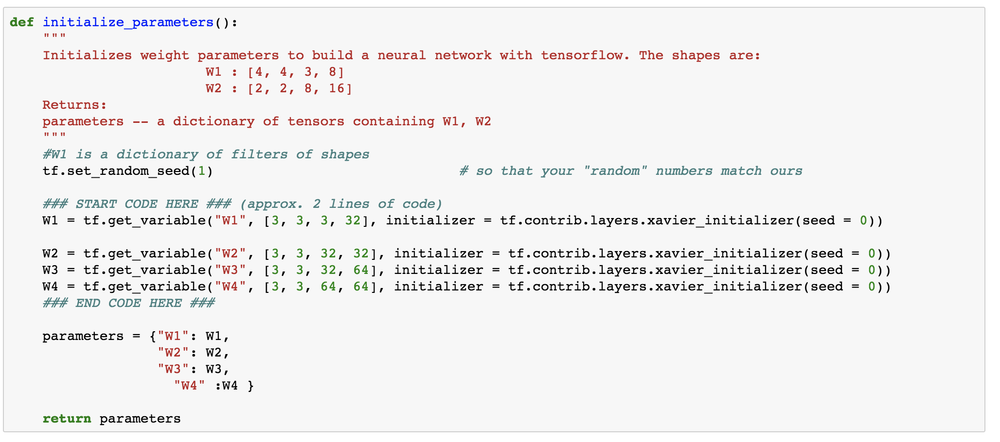 def initialize_parameters():
    """
    Initializes weight parameters to build a neural network with tensorflow. The shapes are:
                        W1 : [4, 4, 3, 8]
                        W2 : [2, 2, 8, 16]
    Returns:
    parameters -- a dictionary of tensors containing W1, W2
    """
    #W1 is a dictionary of filters of shapes
    tf.set_random_seed(1)                              # so that your "random" numbers match ours
    ### START CODE HERE ### (approx. 2 lines of code)
    W1 = tf.get_variable("W1", [3, 3, 3, 32], initializer = tf.contrib.layers.xavier_initializer(seed = 0))
    W2 = tf.get_variable("W2", [3, 3, 32, 32], initializer = tf.contrib.layers.xavier_initializer(seed = 0))
    W3 = tf.get_variable("W3", [3, 3, 32, 64], initializer = tf.contrib.layers.xavier_initializer(seed = 0))
    W4 = tf.get_variable("W4", [3, 3, 64, 64], initializer = tf.contrib.layers.xavier_initializer(seed = 0))
    ### END CODE HERE ###
    parameters = {"W1": W1,
                  "W2": W2,
                  "W3": W3,
                    "W4" :W4 }
    return parameters